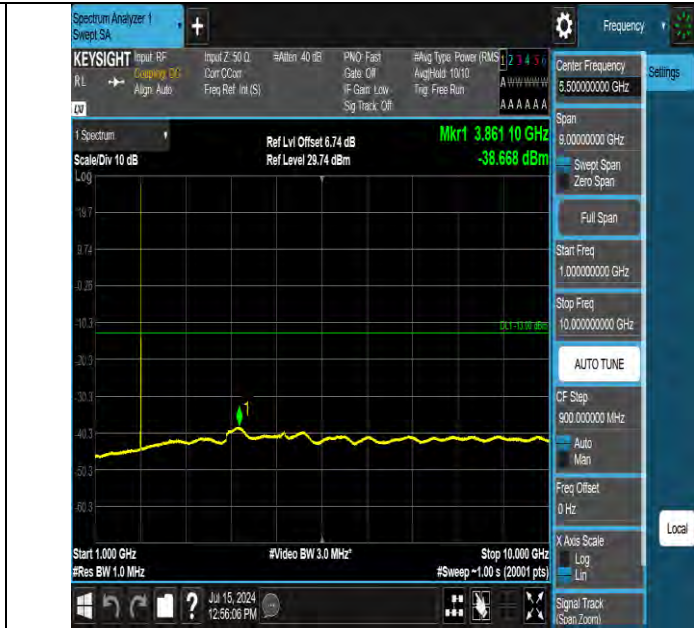 Spectrum Analyzer 1
Swept SA
+
Frequency
KEYSIGHT
RL
LXI
Input: RF
Coupling: DC
Align: Auto
Input Z: 50 Ω
Corr CCorr
Freq Ref: Int (S)
#Atten: 40 dB
PNO: Fast
Gate: Off
IF Gain: Low
Sig Track: Off
#Avg Type: Power (RMS
Avg|Hold: 10/10
Trig: Free Run
1 2 3 4 5 6
A W W W W W
A A A A A A
Center Frequency
5.500000000 GHz
Settings
Span
9.00000000 GHz
Swept Span
Zero Span
Full Span
Start Freq
1.000000000 GHz
Stop Freq
10.000000000 GHz
AUTO TUNE
CF Step
900.000000 MHz
Auto
Man
Freq Offset
0 Hz
X Axis Scale
Log
Lin
Signal Track
(Span Zoom)
Local
1 Spectrum
Scale/Div 10 dB
Log
Ref Lvl Offset 6.74 dB
Ref Level 29.74 dBm
Mkr1 3.861 10 GHz
-38.668 dBm
19.7
9.74
-0.26
-10.3
-20.3
-30.3
-40.3
-50.3
-60.3
DL1 -13.00 dBm
1
Start 1.000 GHz
#Res BW 1.0 MHz
#Video BW 3.0 MHz*
Stop 10.000 GHz
#Sweep ~1.00 s (20001 pts)
?
Jul 15, 2024
12:56:06 PM